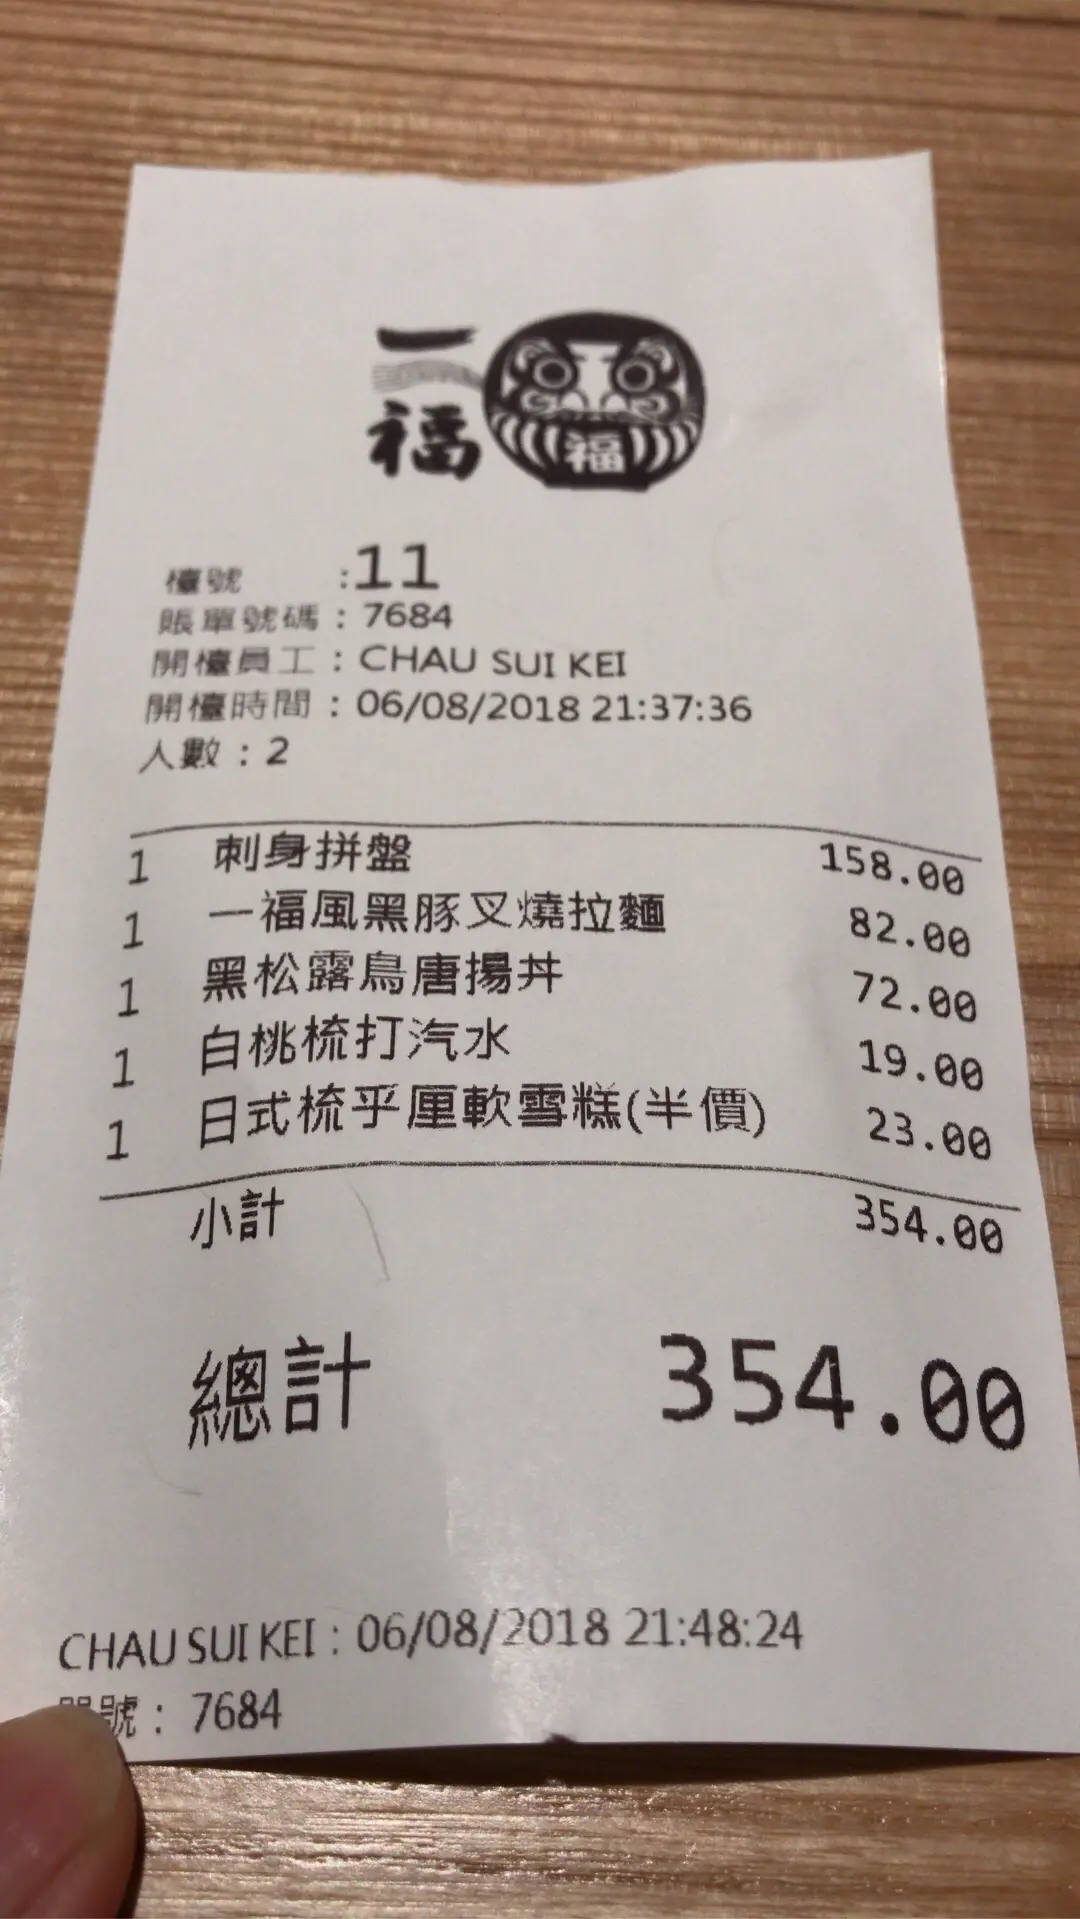 一福
福
檯號 :11
賬單號碼 : 7684
開檯員工 : CHAU SUI KEI
開檯時間 : 06/08/2018 21:37:36
人數 : 2
1 刺身拼盤 158.00
1 一福風黑豚叉燒拉麵 82.00
1 黑松露鳥唐揚丼 72.00
1 白桃梳打汽水 19.00
1 日式梳乎厘軟雪糕(半價) 23.00
小計 354.00
總計 354.00
CHAU SUI KEI : 06/08/2018 21:48:24
號 : 7684